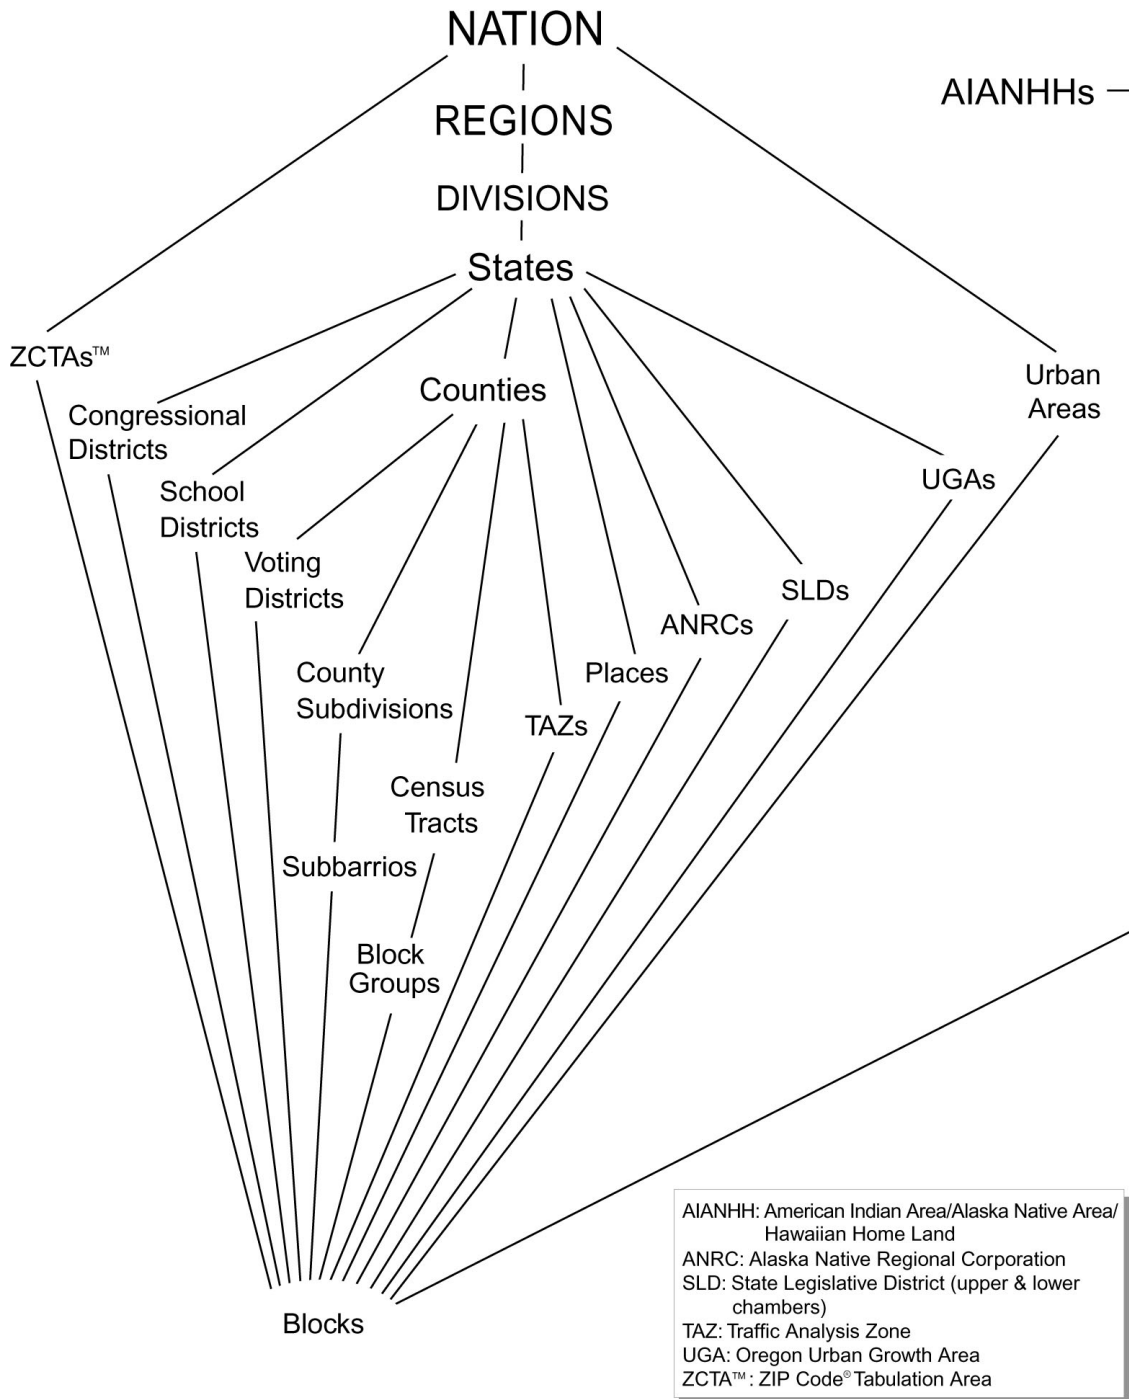 NATION
AIANHHs
REGIONS
DIVISIONS
States
ZCTAs™
Urban
Areas
Counties
Congressional
Districts
School
Districts
UGAs
Voting
Districts
SLDs
ANRCs
County
Subdivisions
Places
TAZs
Census
Tracts
Subbarrios
Block
Groups
Blocks
AIANHH: American Indian Area/Alaska Native Area/
Hawaiian Home Land
ANRC: Alaska Native Regional Corporation
SLD: State Legislative District (upper & lower
chambers)
TAZ: Traffic Analysis Zone
UGA: Oregon Urban Growth Area
ZCTA™: ZIP Code® Tabulation Area